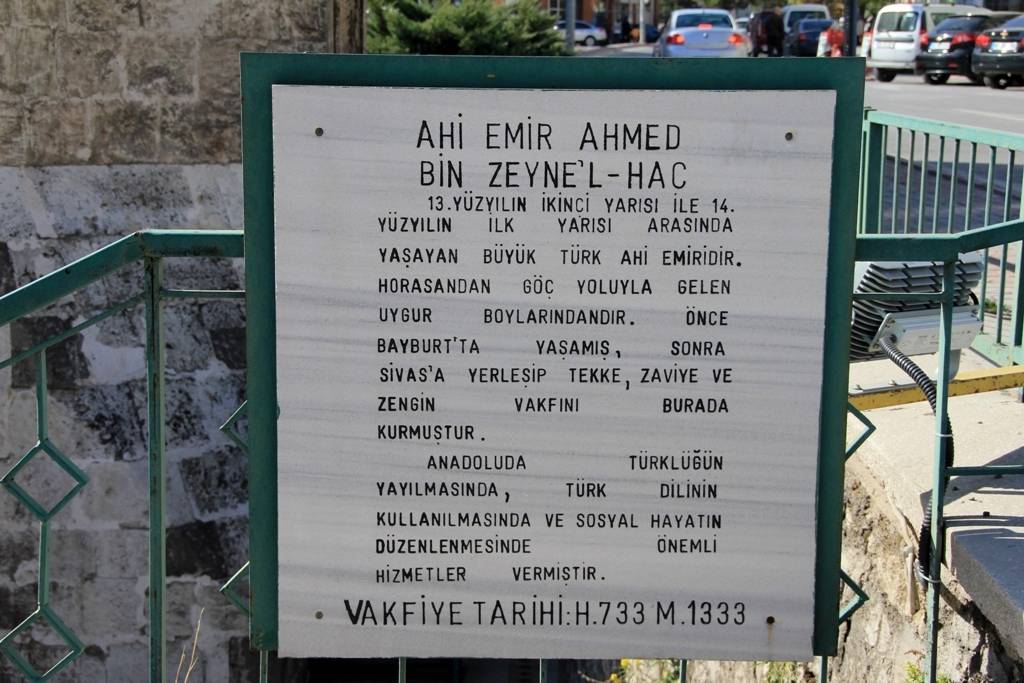 AHİ EMİR AHMED
BİN ZEYNE'L-HAC
13.YÜZYILIN İKİNCİ YARISI İLE 14.
YÜZYILIN İLK YARISI ARASINDA
YAŞAYAN BÜYÜK TÜRK AHİ EMİRİDİR.
HORASANDAN GÖÇ YOLUYLA GELEN
UYGUR BOYLARINDANDIR. ÖNCE
BAYBURT'TA YAŞAMIŞ, SONRA
SİVAS'A YERLEŞİP TEKKE, ZAVİYE VE
ZENGİN VAKFINI BURADA
KURMUŞTUR.
ANADOLUDA TÜRKLÜĞÜN
YAYILMASINDA, TÜRK DİLİNİN
KULLANILMASINDA VE SOSYAL HAYATIN
DÜZENLENMESİNDE ÖNEMLİ
HİZMETLER VERMİŞTİR.
VAKFİYE TARİHİ:H.733 M.1333